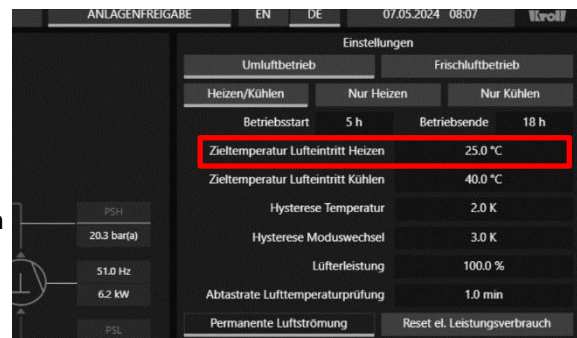 ANLAGENFREIGABE EN DE 07.05.2024 08:07 Kroll
Einstellungen
Umluftbetrieb Frischluftbetrieb
Heizen/Kühlen Nur Heizen Nur Kühlen
Betriebsstart 5 h Betriebsende 18 h
Zieltemperatur Lufteintritt Heizen 25.0 °C
Zieltemperatur Lufteintritt Kühlen 40.0 °C
Hysterese Temperatur 2.0 K
Hysterese Moduswechsel 3.0 K
Lüfterleistung 100.0 %
Abtastrate Lufttemperaturprüfung 1.0 min
Permanente Luftströmung Reset el. Leistungsverbrauch
PSH
20.3 bar(a)
51.0 Hz
6.2 kW
PSL